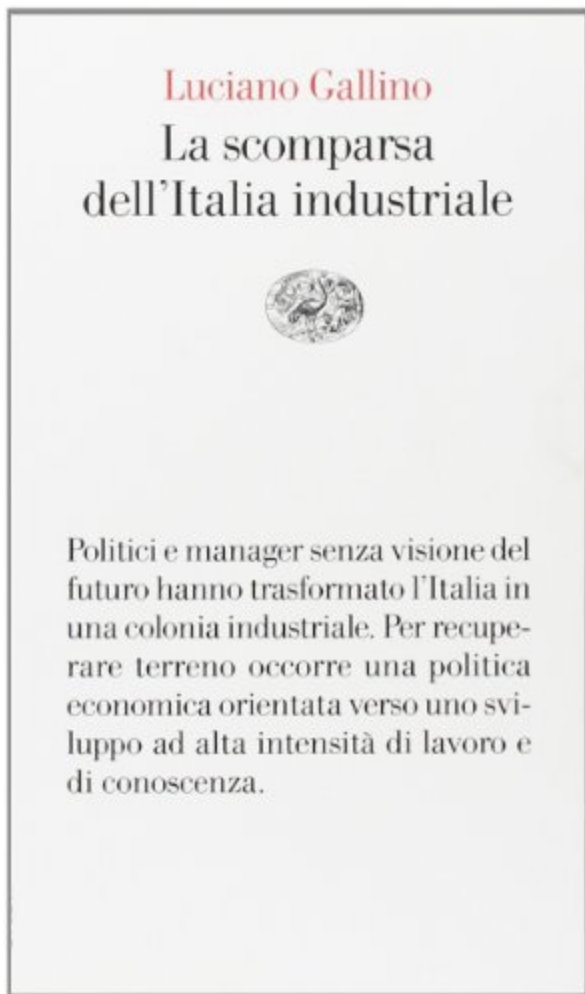 Luciano Gallino
La scomparsa
dell'Italia industriale
Politici e manager senza visione del
futuro hanno trasformato l'Italia in
una colonia industriale. Per recupe-
rare terreno occorre una politica
economica orientata verso uno svi-
luppo ad alta intensità di lavoro e
di conoscenza.